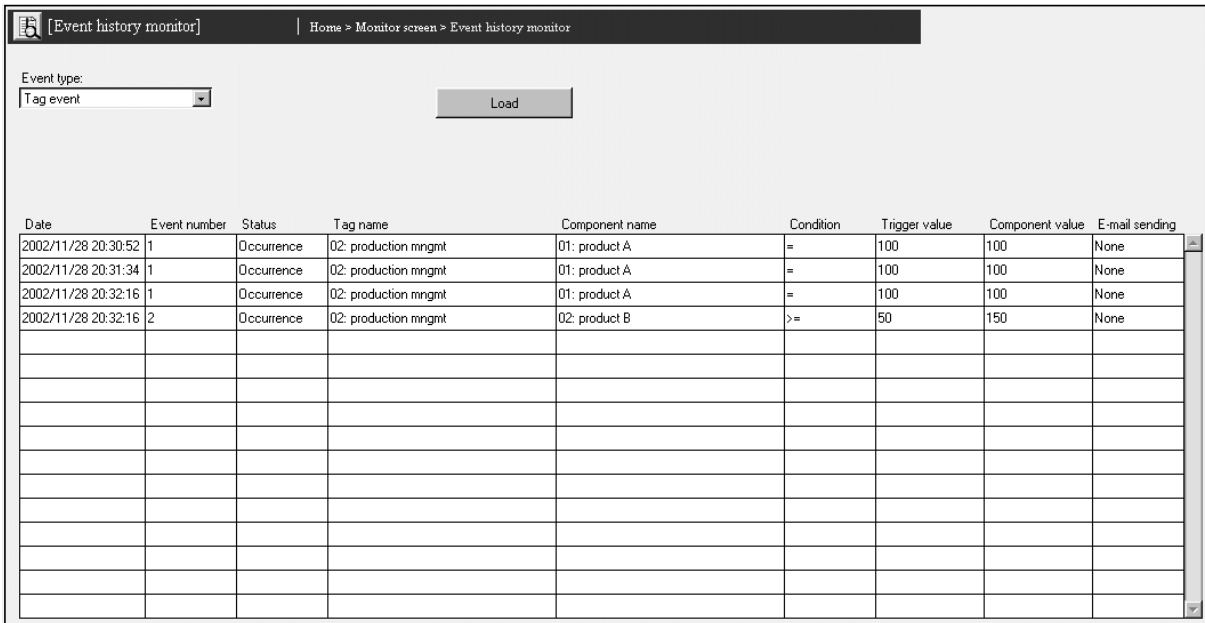 [Event history monitor] | Home > Monitor screen > Event history monitor
Event type:
Tag event
Load
Date Event number Status Tag name Component name Condition Trigger value Component value E-mail sending
2002/11/28 20:30:52 1 Occurrence 02: production mngmt 01: product A = 100 100 None
2002/11/28 20:31:34 1 Occurrence 02: production mngmt 01: product A = 100 100 None
2002/11/28 20:32:16 1 Occurrence 02: production mngmt 01: product A = 100 100 None
2002/11/28 20:32:16 2 Occurrence 02: production mngmt 02: product B >= 50 150 None